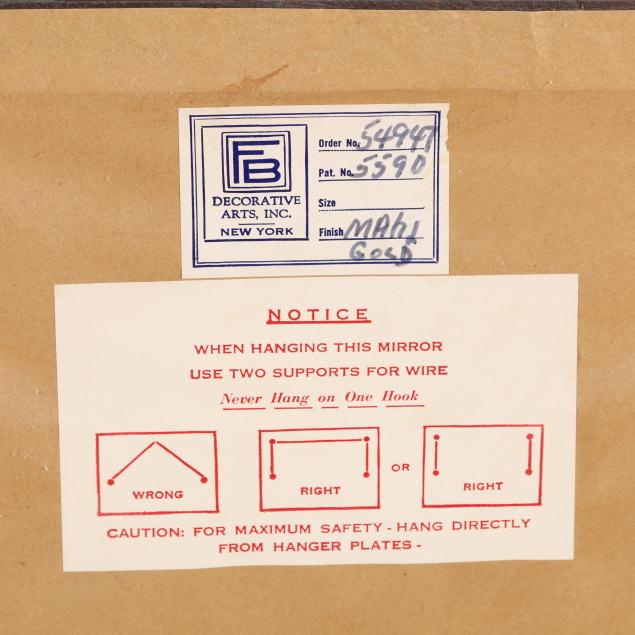 FB
DECORATIVE
ARTS, INC.
NEW YORK
Order No. 54947
Pat. No. 5590
Size
Finish MAh+
GOLD
NOTICE
WHEN HANGING THIS MIRROR
USE TWO SUPPORTS FOR WIRE
Never Hang on One Hook
WRONG
RIGHT
OR
RIGHT
CAUTION: FOR MAXIMUM SAFETY - HANG DIRECTLY
FROM HANGER PLATES -